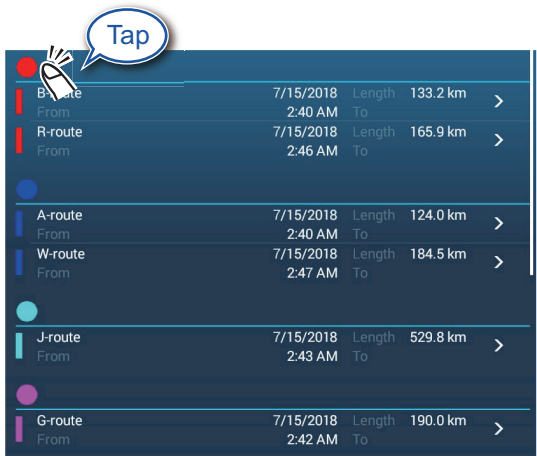 Tap
B-route 7/15/2018 Length 133.2 km
From 2:40 AM To
R-route 7/15/2018 Length 165.9 km
From 2:46 AM To
A-route 7/15/2018 Length 124.0 km
From 2:40 AM To
W-route 7/15/2018 Length 184.5 km
From 2:47 AM To
J-route 7/15/2018 Length 529.8 km
From 2:43 AM To
G-route 7/15/2018 Length 190.0 km
From 2:42 AM To